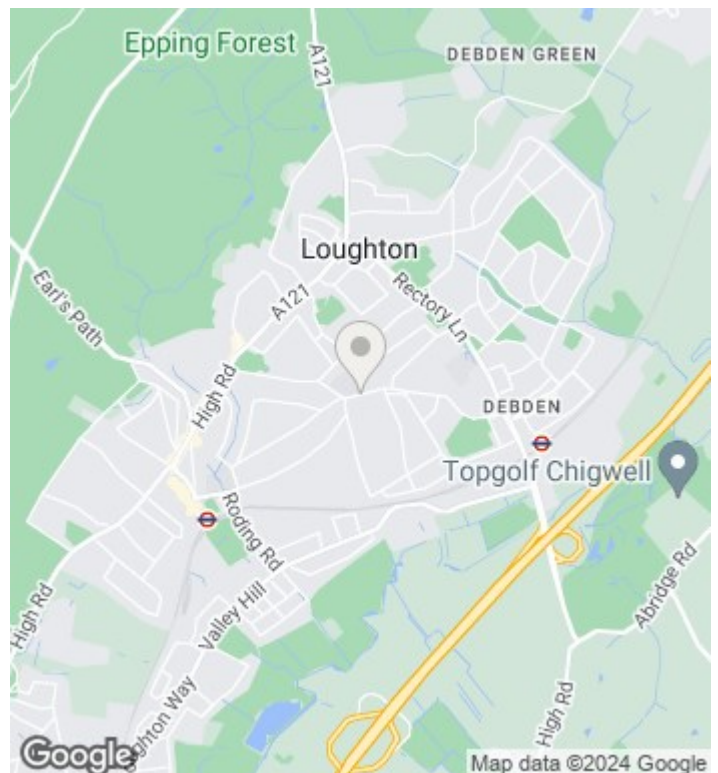 Epping Forest
A121
DEBDEN GREEN
Loughton
Earl's Path
A121
Rectory Ln
High Rd
DEBDEN
Topgolf Chigwell
Roding Rd
Valley Hill
Abridge Rd
High Rd
High Rd
Way
Google
Map data ©2024 Google